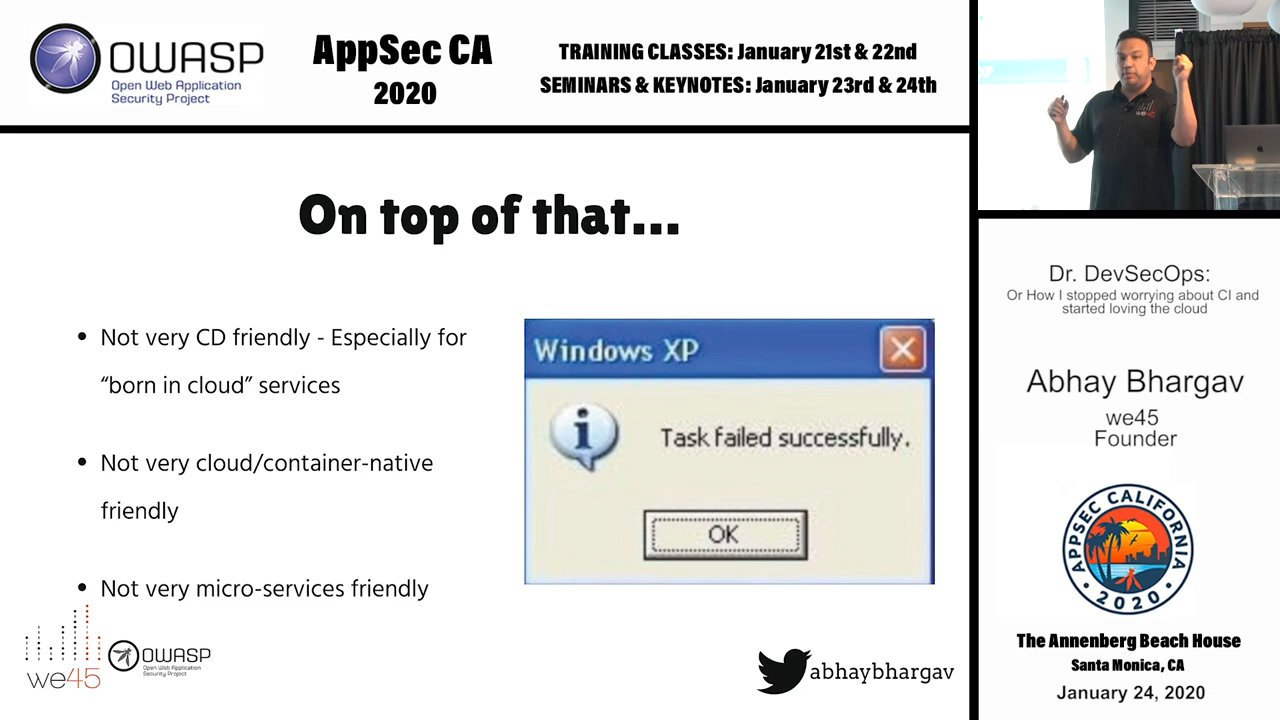 OWASP
Open Web Application
Security Project
AppSec CA
2020
TRAINING CLASSES: January 21st & 22nd
SEMINARS & KEYNOTES: January 23rd & 24th
On top of that...
• Not very CD friendly - Especially for
“born in cloud” services
• Not very cloud/container-native
friendly
• Not very micro-services friendly
Windows XP
Task failed successfully.
OK
we45
OWASP
Open Web Application
Security Project
abhaybhargav
we45
Dr. DevSecOps:
Or How I stopped worrying about CI and
started loving the cloud
Abhay Bhargav
we45
Founder
APPSEC CALIFORNIA
• 2020 •
The Annenberg Beach House
Santa Monica, CA
January 24, 2020